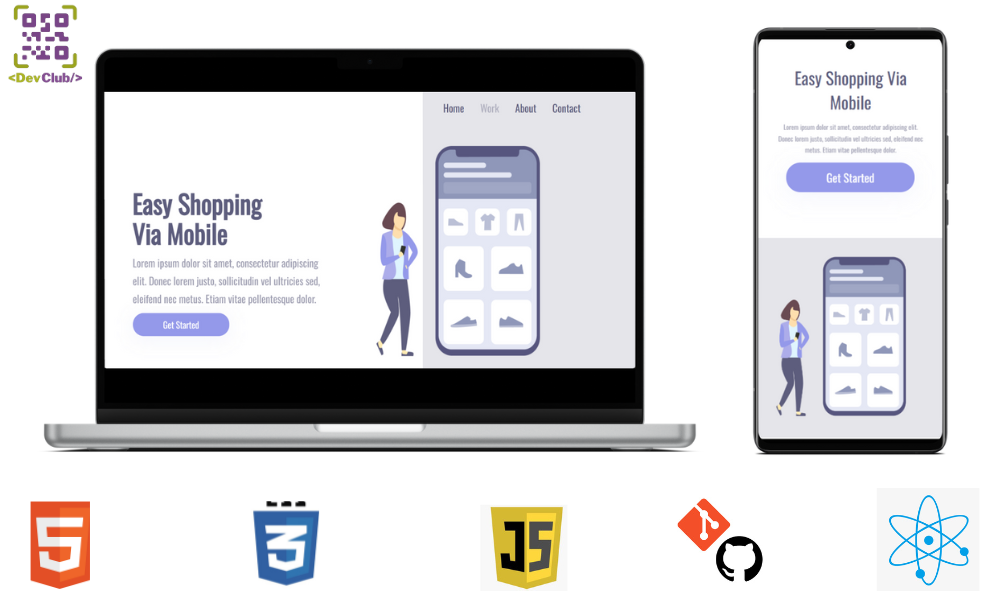 <DevClub/>
Home Work About Contact
Easy Shopping
Via Mobile
Lorem ipsum dolor sit amet, consectetur adipiscing
elit. Donec lorem justo, sollicitudin vel ultricies sed,
eleifend nec metus. Etiam vitae pellentesque dolor.
Get Started
Easy Shopping Via
Mobile
Lorem ipsum dolor sit amet, consectetur adipiscing elit.
Donec lorem justo, sollicitudin vel ultricies sed, eleifend nec
metus. Etiam vitae pellentesque dolor.
Get Started
5
3
JS